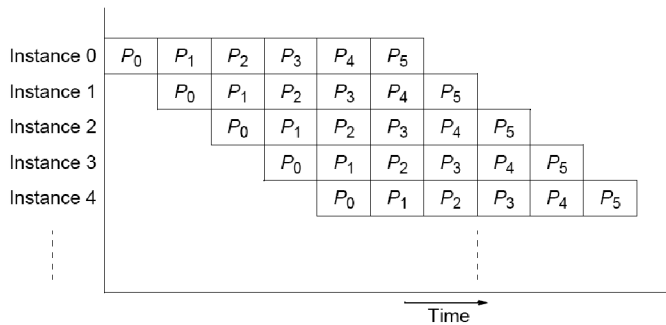 Instance 0 P0 P1 P2 P3 P4 P5
Instance 1 P0 P1 P2 P3 P4 P5
Instance 2 P0 P1 P2 P3 P4 P5
Instance 3 P0 P1 P2 P3 P4 P5
Instance 4 P0 P1 P2 P3 P4 P5
Time